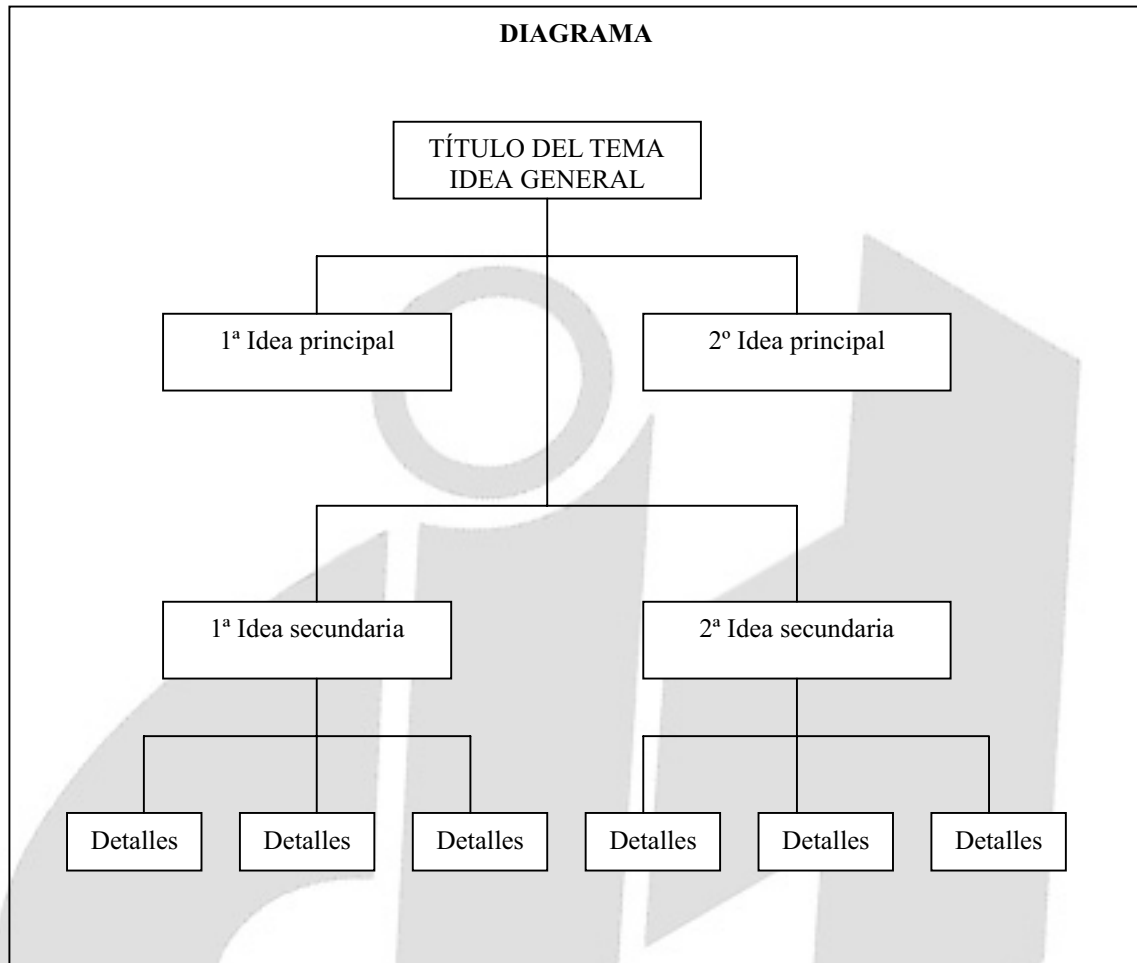 DIAGRAMA
TÍTULO DEL TEMA
IDEA GENERAL
1ª Idea principal
2º Idea principal
1ª Idea secundaria
2ª Idea secundaria
Detalles
Detalles
Detalles
Detalles
Detalles
Detalles